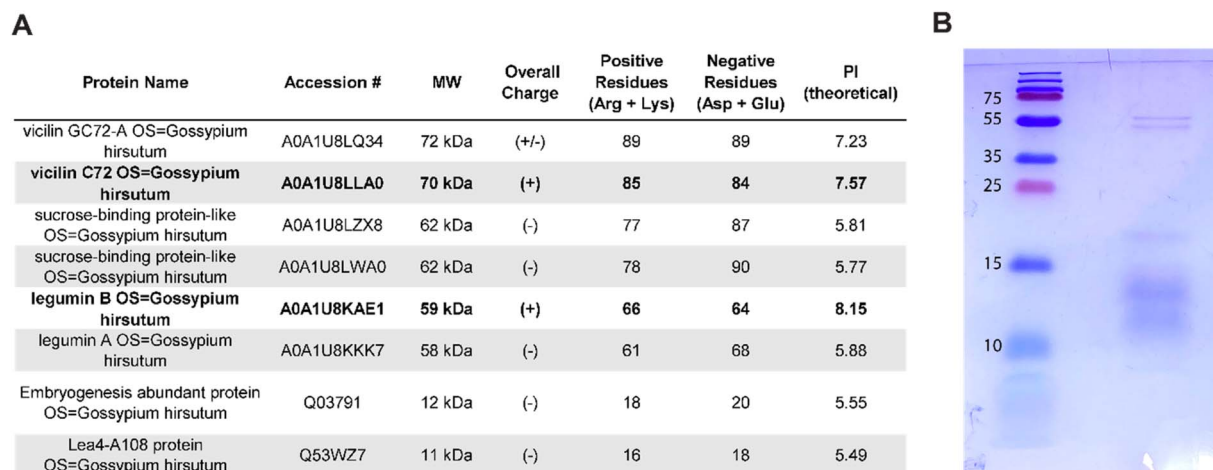 A
B
Protein Name Accession # MW Overall Charge Positive Residues (Arg + Lys) Negative Residues (Asp + Glu) PI (theoretical)
vicilin GC72-A OS=Gossypium
hirsutum
A0A1U8LQ34 72 kDa (+/-) 89 89 7.23
vicilin C72 OS=Gossypium
hirsutum
A0A1U8LLA0 70 kDa (+) 85 84 7.57
sucrose-binding protein-like
OS=Gossypium hirsutum
A0A1U8LZX8 62 kDa (-) 77 87 5.81
sucrose-binding protein-like
OS=Gossypium hirsutum
A0A1U8LWA0 62 kDa (-) 78 90 5.77
legumin B OS=Gossypium
hirsutum
A0A1U8KAE1 59 kDa (+) 66 64 8.15
legumin A OS=Gossypium
hirsutum
A0A1U8KKK7 58 kDa (-) 61 68 5.88
Embryogenesis abundant protein
OS=Gossypium hirsutum
Q03791 12 kDa (-) 18 20 5.55
Lea4-A108 protein
OS=Gossypium hirsutum
Q53WZ7 11 kDa (-) 16 18 5.49
75
55
35
25
15
10